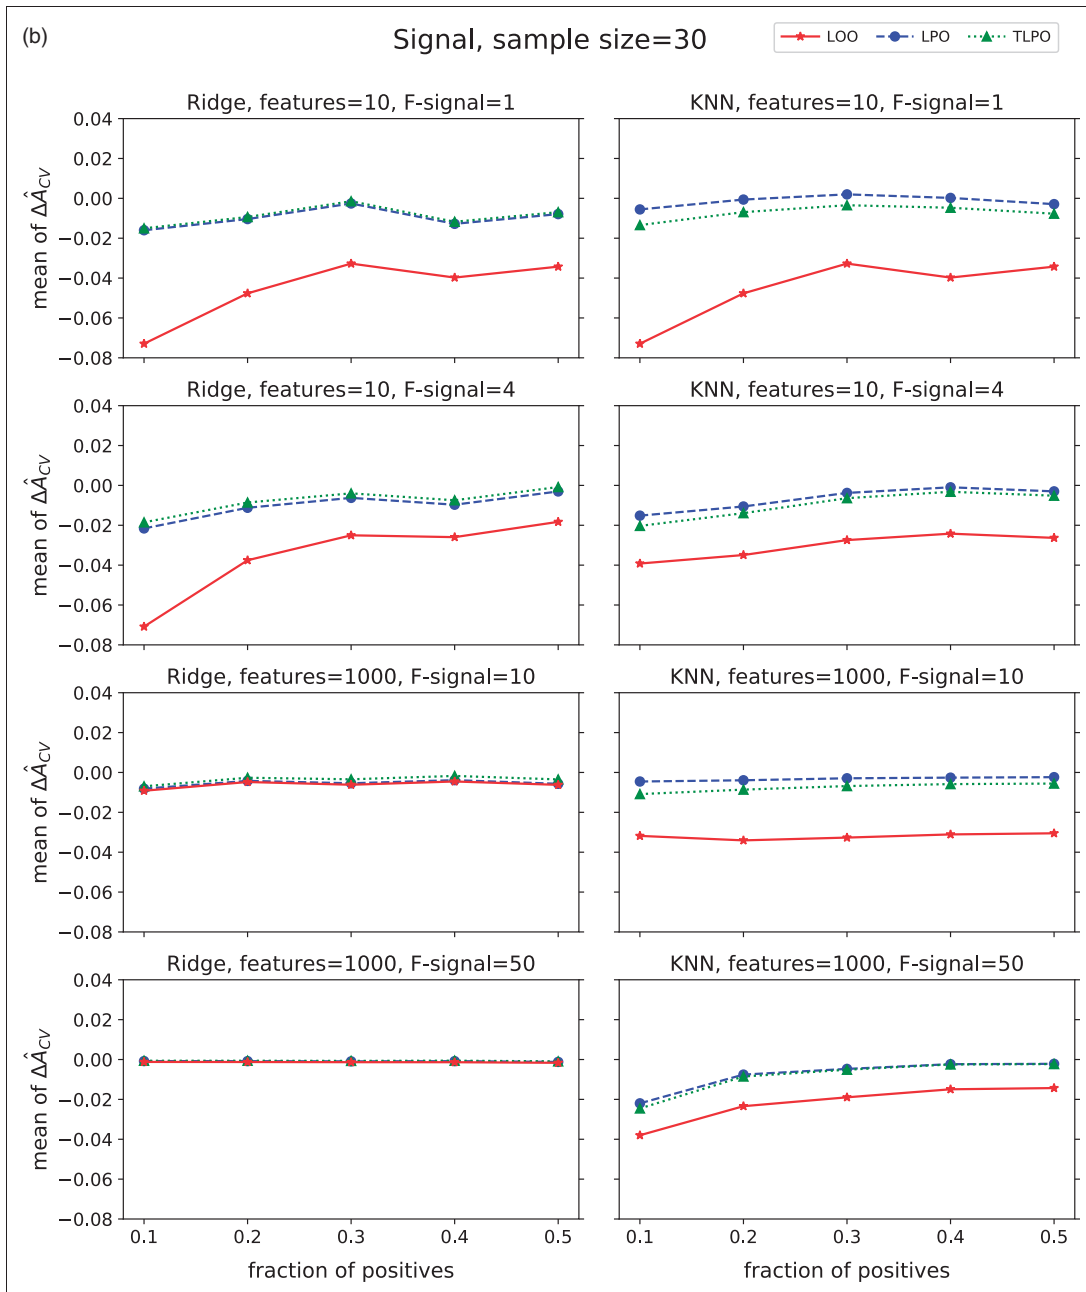 (b)
Signal, sample size=30
LOO LPO TLPO
Ridge, features=10, F-signal=1
KNN, features=10, F-signal=1
mean of ΔÂCV
0.04
0.02
0.00
−0.02
−0.04
−0.06
−0.08
Ridge, features=10, F-signal=4
KNN, features=10, F-signal=4
mean of ΔÂCV
0.04
0.02
0.00
−0.02
−0.04
−0.06
−0.08
Ridge, features=1000, F-signal=10
KNN, features=1000, F-signal=10
mean of ΔÂCV
0.04
0.02
0.00
−0.02
−0.04
−0.06
−0.08
Ridge, features=1000, F-signal=50
KNN, features=1000, F-signal=50
mean of ΔÂCV
0.04
0.02
0.00
−0.02
−0.04
−0.06
−0.08
0.1 0.2 0.3 0.4 0.5
0.1 0.2 0.3 0.4 0.5
fraction of positives
fraction of positives